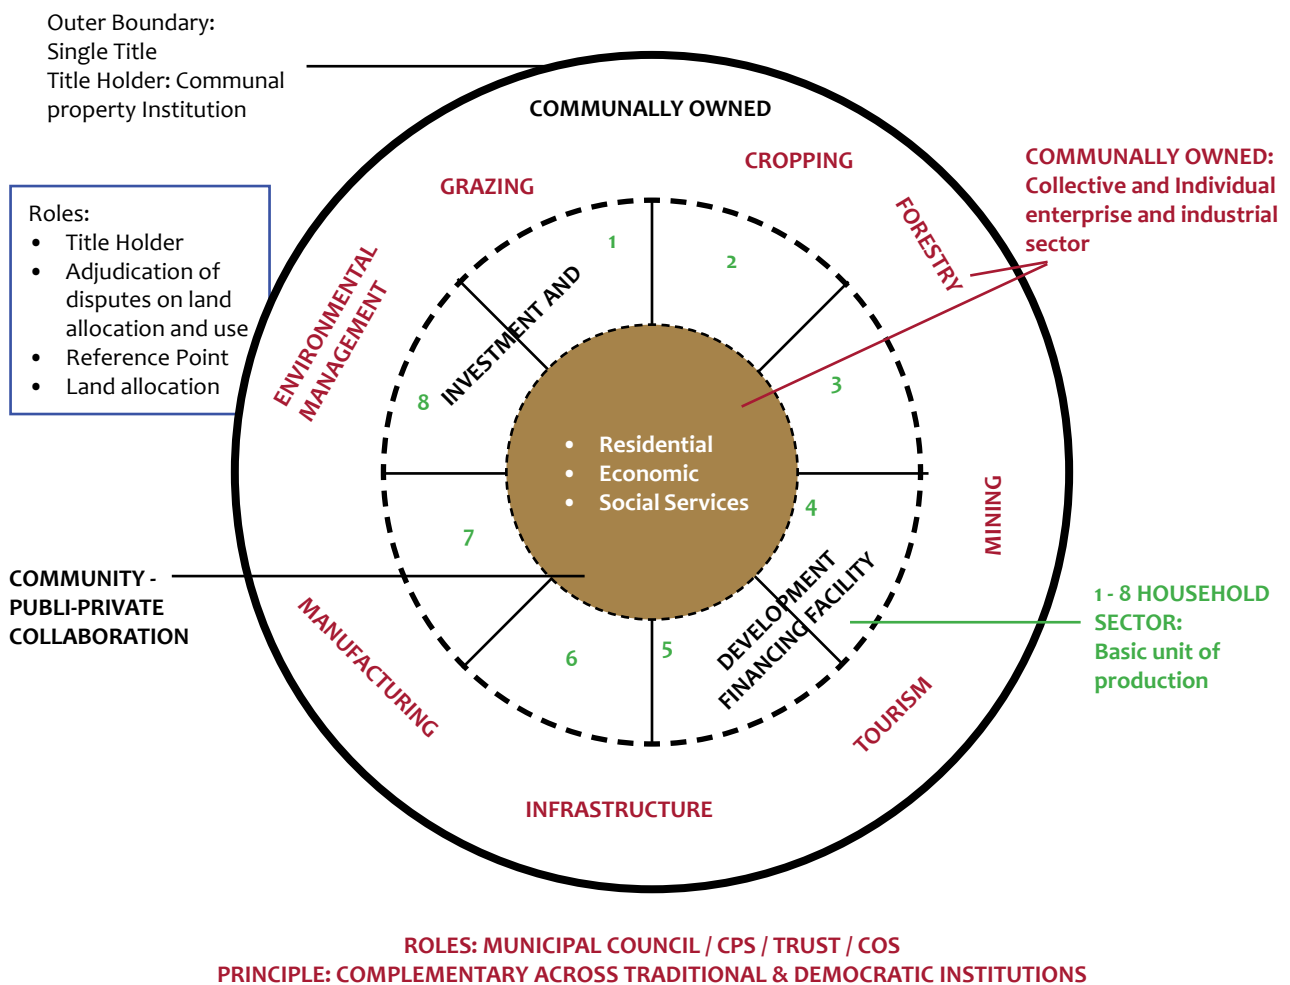 Outer Boundary:
Single Title
Title Holder: Communal
property Institution
COMMUNALLY OWNED
CROPPING
GRAZING
FORESTRY
COMMUNALLY OWNED:
Collective and Individual
enterprise and industrial
sector
Roles:
• Title Holder
• Adjudication of
disputes on land
allocation and use
• Reference Point
• Land allocation
ENVIRONMENTAL
MANAGEMENT
1
2
INVESTMENT AND
3
8
• Residential
• Economic
• Social Services
4
MINING
7
DEVELOPMENT
FINANCING FACILITY
COMMUNITY -
PUBLI-PRIVATE
COLLABORATION
1 - 8 HOUSEHOLD
SECTOR:
Basic unit of
production
MANUFACTURING
6
5
TOURISM
INFRASTRUCTURE
ROLES: MUNICIPAL COUNCIL / CPS / TRUST / COS
PRINCIPLE: COMPLEMENTARY ACROSS TRADITIONAL & DEMOCRATIC INSTITUTIONS